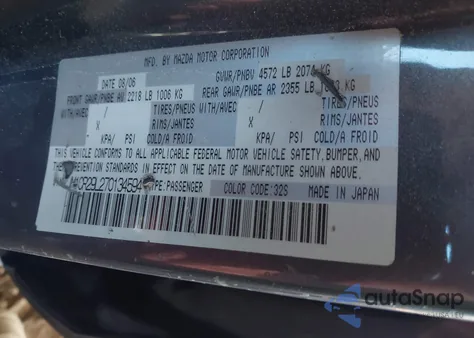 MFG. BY MAZDA MOTOR CORPORATION
DATE 08/06 GVWR/PNBV 4572 LB 2074 KG
FRONT GAWR/PNBE AV 2218 LB 1006 KG REAR GAWR/PNBE AR 2355 LB KG
WITH/AVEC / TIRES/PNEUS WITH/AVEC / TIRES/PNEUS
X RIMS/JANTES X RIMS/JANTES
KPA/ PSI COLD/A FROID KPA/ PSI COLD/A FROID
THIS VEHICLE CONFORMS TO ALL APPLICABLE FEDERAL MOTOR VEHICLE SAFETY, BUMPER, AND
THEFT PREVENTION STANDARDS IN EFFECT ON THE DATE OF MANUFACTURE SHOWN ABOVE.
PASSENGER COLOR CODE:32S MADE IN JAPAN
autoSnap